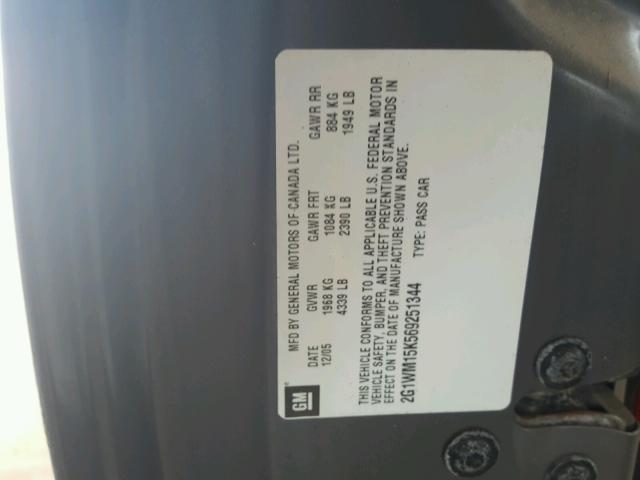 GM
MFD BY GENERAL MOTORS OF CANADA LTD.
DATE GVWR GAWR FRT GAWR RR
12/05 1968 KG 1084 KG 884 KG
4339 LB 2390 LB 1949 LB
THIS VEHICLE CONFORMS TO ALL APPLICABLE U.S. FEDERAL MOTOR
VEHICLE SAFETY, BUMPER, AND THEFT PREVENTION STANDARDS IN
EFFECT ON THE DATE OF MANUFACTURE SHOWN ABOVE.
2G1WM15K569251344 TYPE: PASS CAR